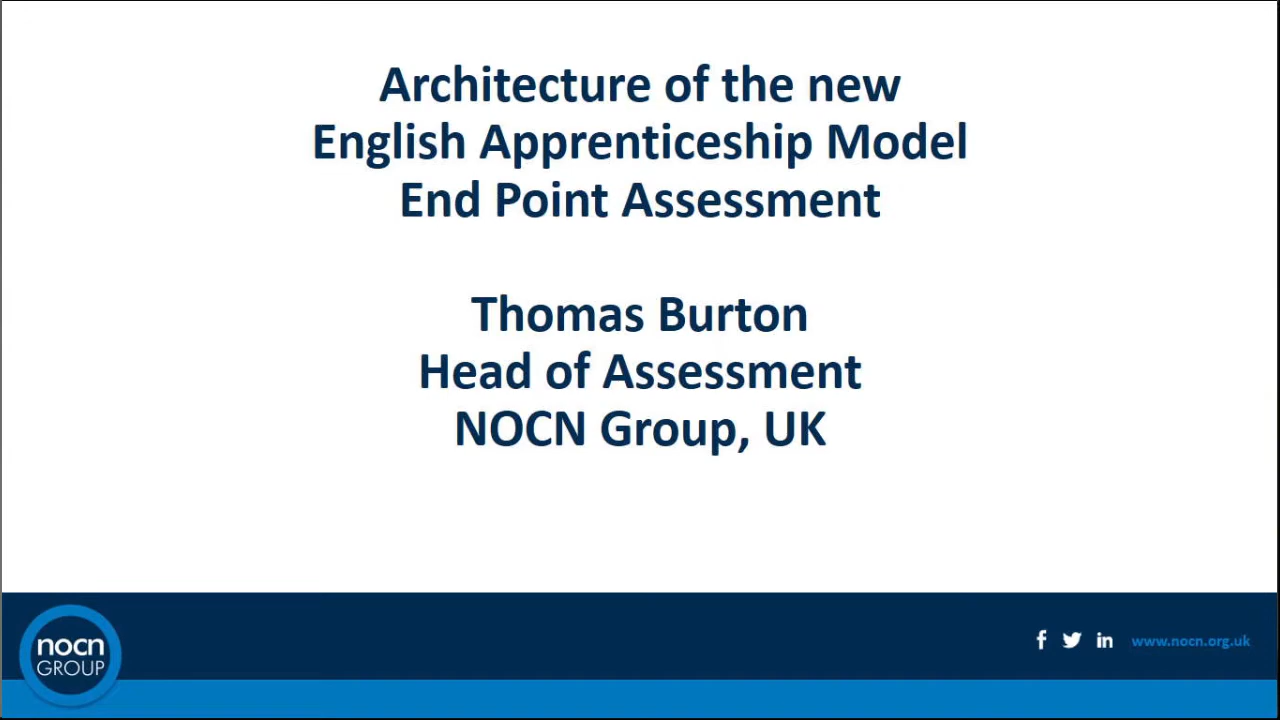 Architecture of the new
English Apprenticeship Model
End Point Assessment
Thomas Burton
Head of Assessment
NOCN Group, UK
nocn
GROUP
www.nocn.org.uk